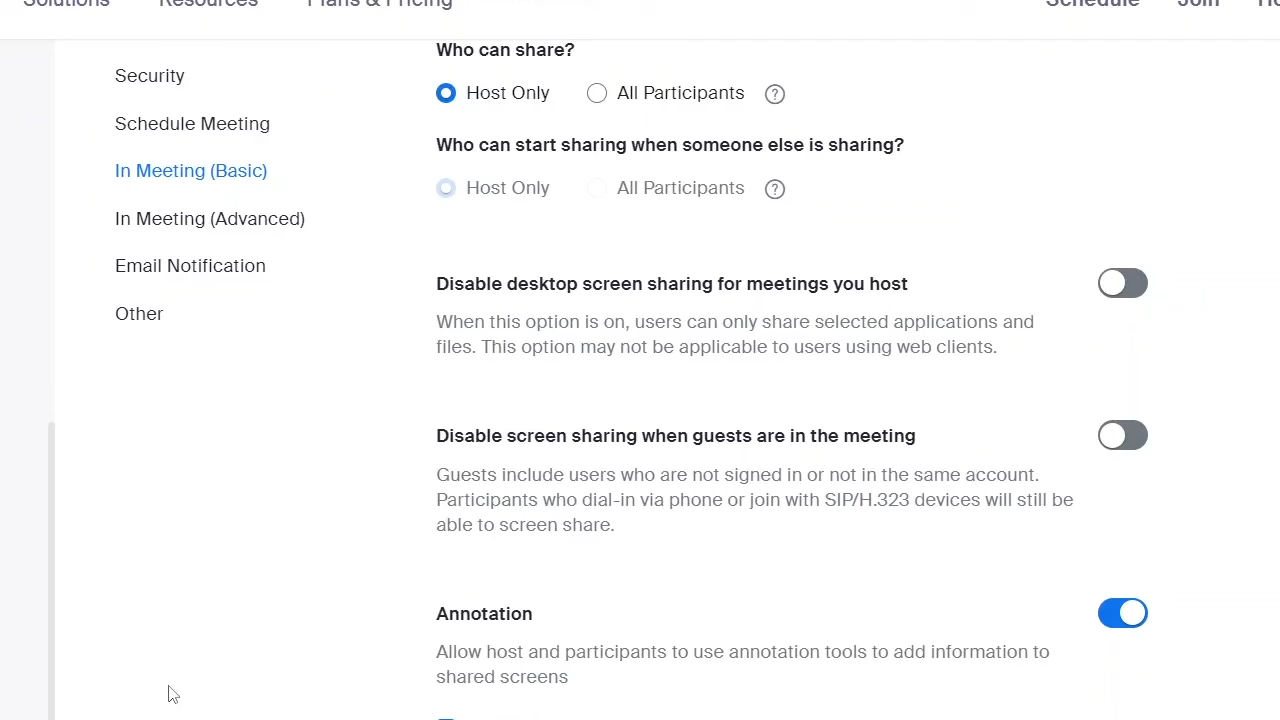 Solutions Resources Plans & Pricing Schedule Join
Security
Schedule Meeting
In Meeting (Basic)
In Meeting (Advanced)
Email Notification
Other
Who can share?
Host Only All Participants ?
Who can start sharing when someone else is sharing?
Host Only All Participants ?
Disable desktop screen sharing for meetings you host
When this option is on, users can only share selected applications and
files. This option may not be applicable to users using web clients.
Disable screen sharing when guests are in the meeting
Guests include users who are not signed in or not in the same account.
Participants who dial-in via phone or join with SIP/H.323 devices will still be
able to screen share.
Annotation
Allow host and participants to use annotation tools to add information to
shared screens